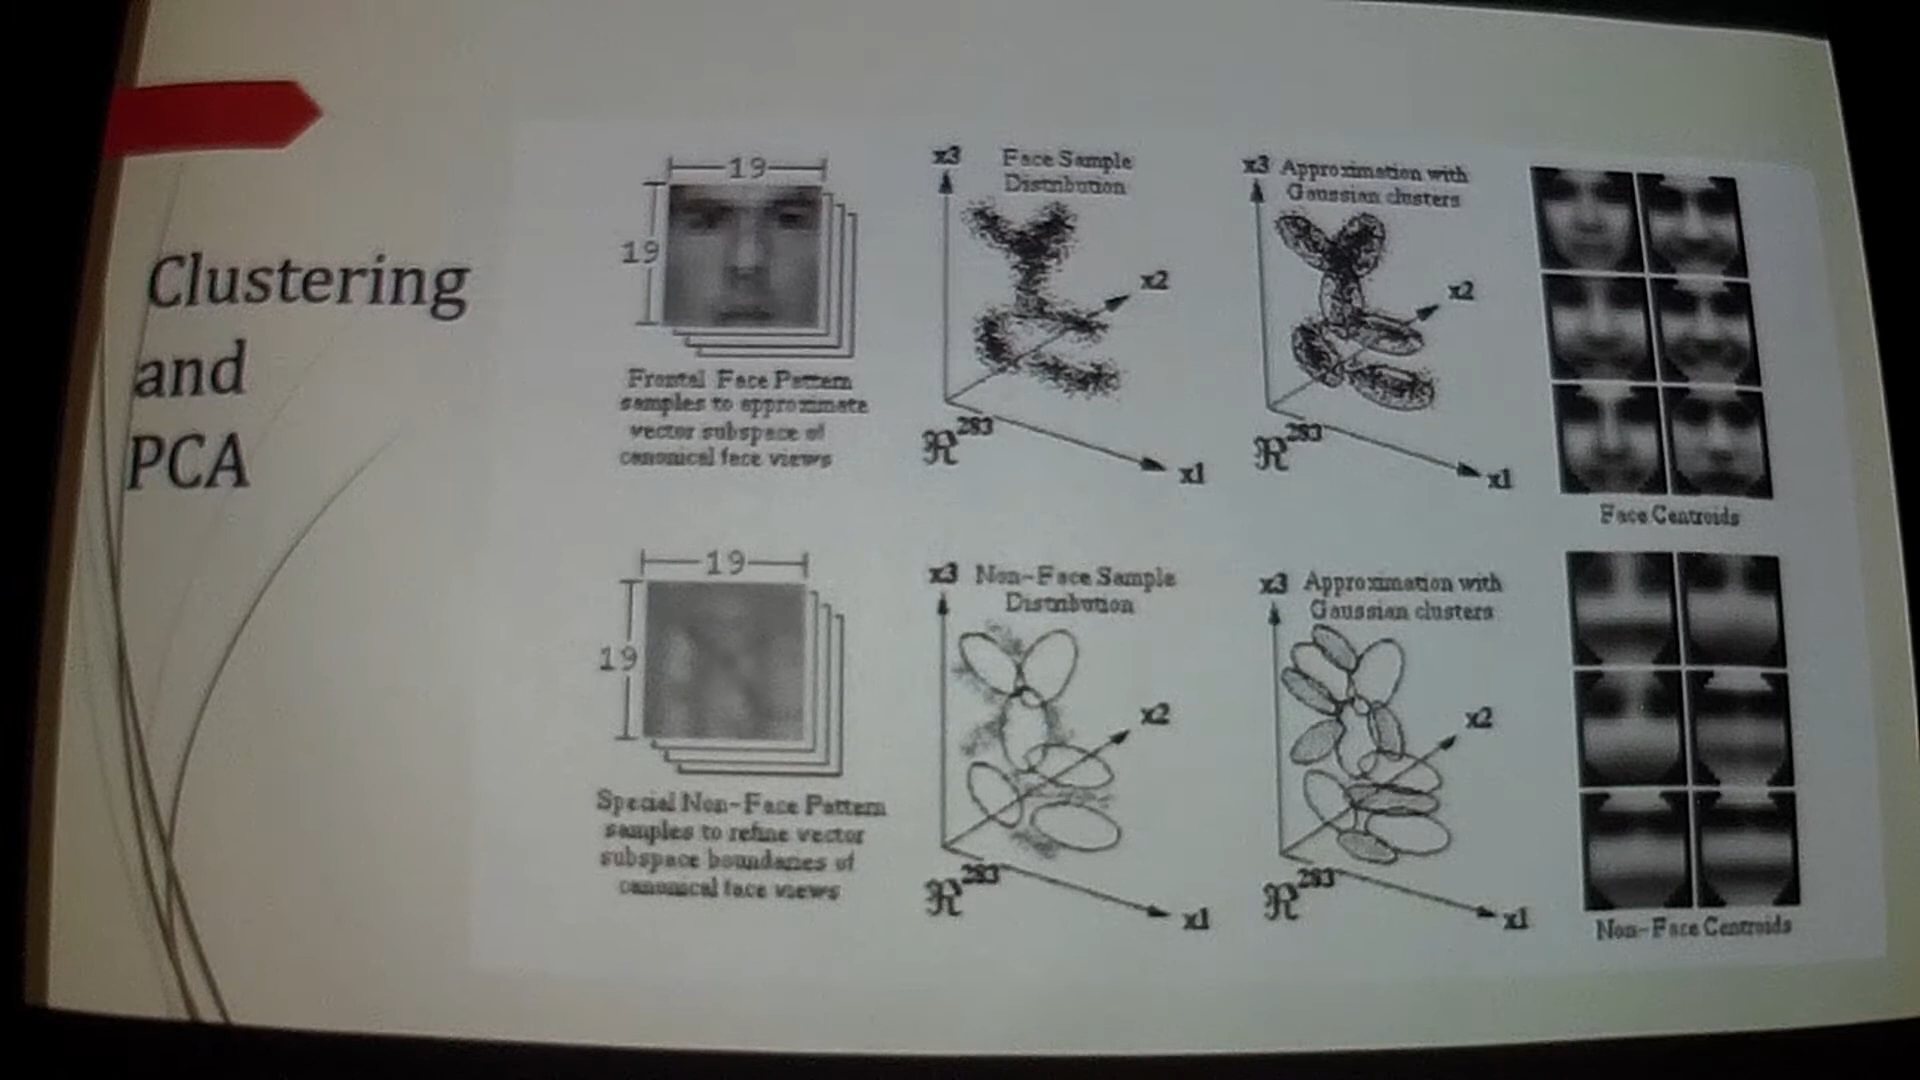 Clustering
and
PCA
19
19
Frontal Face Pattern
samples to approximate
vector subspace of
canonical face views
x3
Face Sample
Distribution
x2
ℜ283
x1
x3
Approximation with
Gaussian clusters
x2
ℜ283
x1
Face Centroids
19
19
Special Non-Face Pattern
samples to refine vector
subspace boundaries of
canonical face views
x3
Non-Face Sample
Distribution
x2
ℜ283
x1
x3
Approximation with
Gaussian clusters
x2
ℜ283
x1
Non-Face Centroids